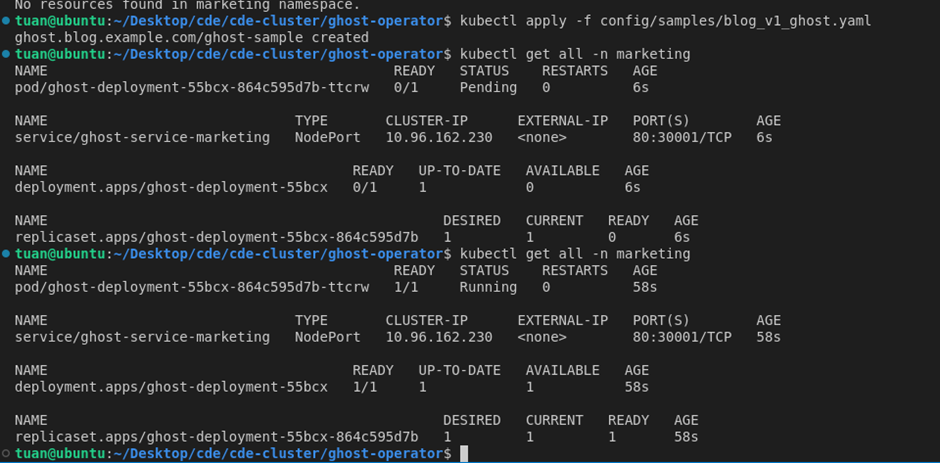 No resources found in marketing namespace.
tuan@ubuntu:~/Desktop/cde/cde-cluster/ghost-operator$ kubectl apply -f config/samples/blog_v1_ghost.yaml
ghost.blog.example.com/ghost-sample created
tuan@ubuntu:~/Desktop/cde/cde-cluster/ghost-operator$ kubectl get all -n marketing
NAME READY STATUS RESTARTS AGE
pod/ghost-deployment-55bcx-864c595d7b-ttcrw 0/1 Pending 0 6s
NAME TYPE CLUSTER-IP EXTERNAL-IP PORT(S) AGE
service/ghost-service-marketing NodePort 10.96.162.230 <none> 80:30001/TCP 6s
NAME READY UP-TO-DATE AVAILABLE AGE
deployment.apps/ghost-deployment-55bcx 0/1 1 0 6s
NAME DESIRED CURRENT READY AGE
replicaset.apps/ghost-deployment-55bcx-864c595d7b 1 1 0 6s
tuan@ubuntu:~/Desktop/cde/cde-cluster/ghost-operator$ kubectl get all -n marketing
NAME READY STATUS RESTARTS AGE
pod/ghost-deployment-55bcx-864c595d7b-ttcrw 1/1 Running 0 58s
NAME TYPE CLUSTER-IP EXTERNAL-IP PORT(S) AGE
service/ghost-service-marketing NodePort 10.96.162.230 <none> 80:30001/TCP 58s
NAME READY UP-TO-DATE AVAILABLE AGE
deployment.apps/ghost-deployment-55bcx 1/1 1 1 58s
NAME DESIRED CURRENT READY AGE
replicaset.apps/ghost-deployment-55bcx-864c595d7b 1 1 1 58s
tuan@ubuntu:~/Desktop/cde/cde-cluster/ghost-operator$